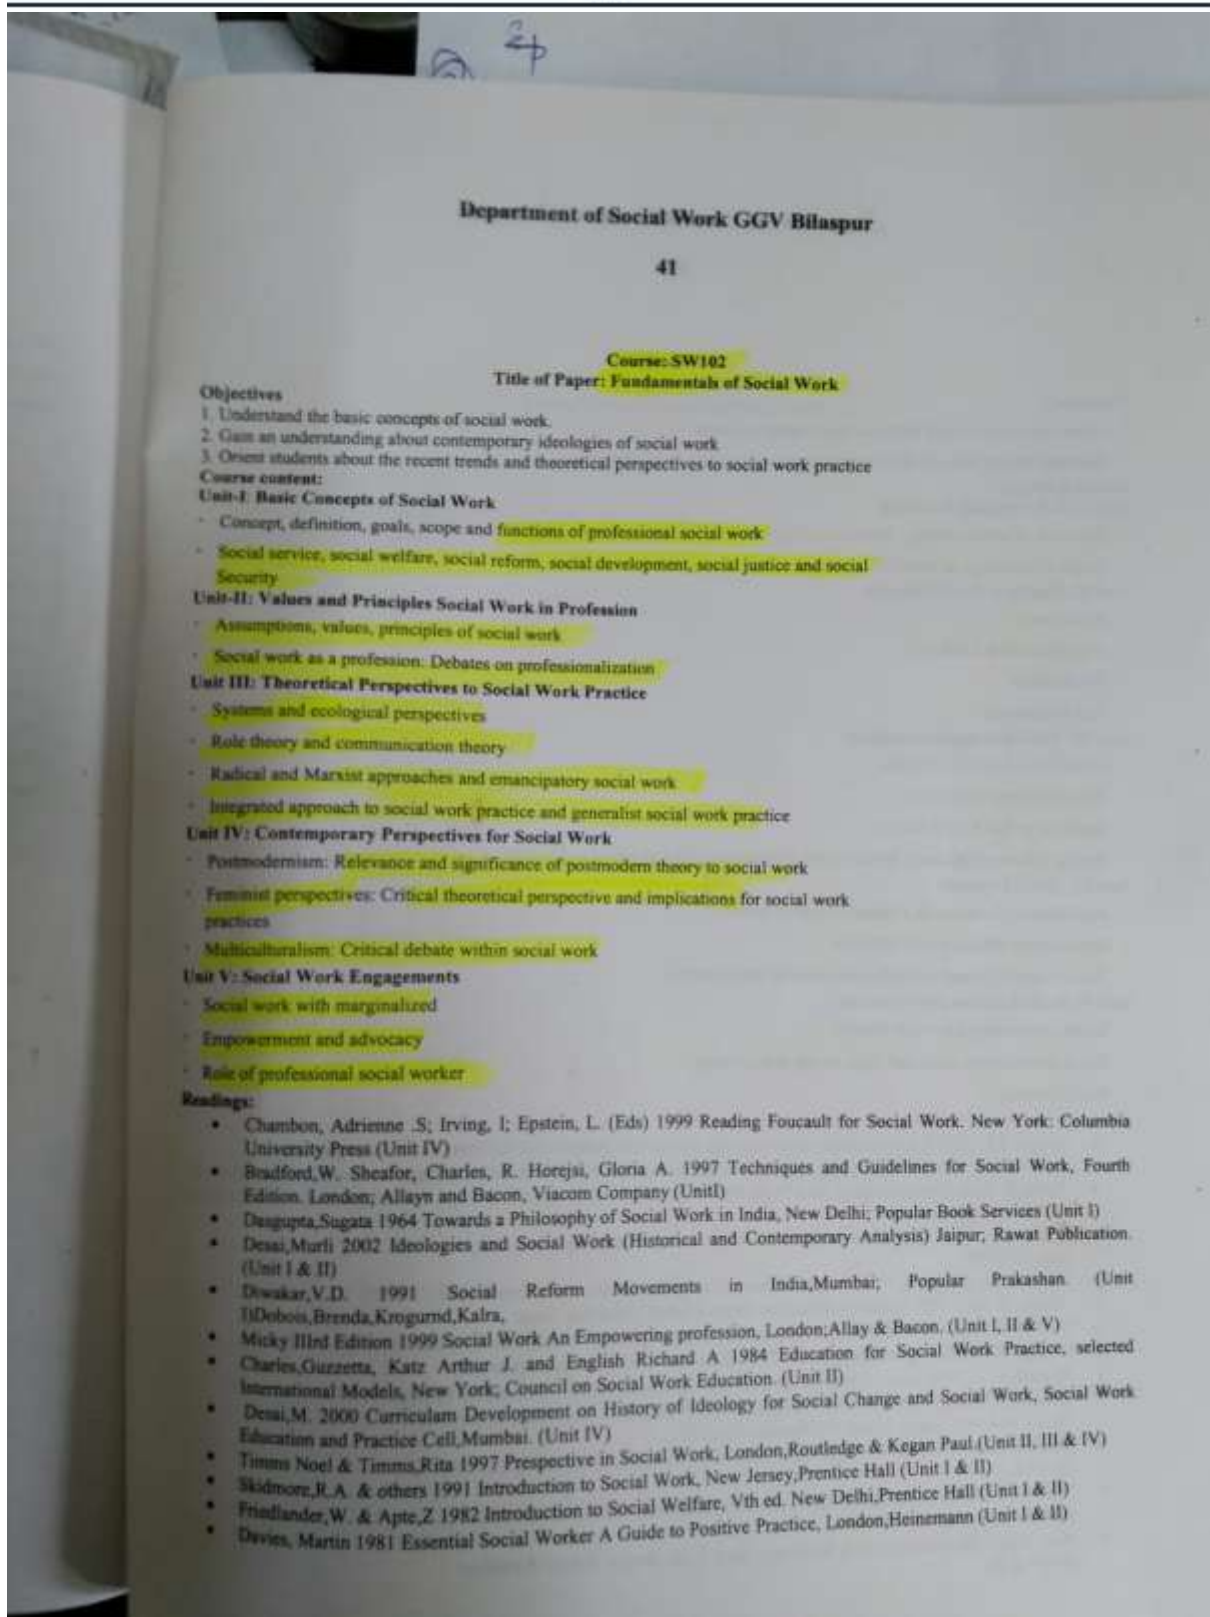 Department of Social Work GGV Bilaspur
41
Course: SW102
Title of Paper: Fundamentals of Social Work
Objectives
1. Understand the basic concepts of social work.
2. Gain an understanding about contemporary ideologies of social work
3. Orient students about the recent trends and theoretical perspectives to social work practice
Course content:
Unit-I: Basic Concepts of Social Work
- Concept, definition, goals, scope and functions of professional social work
- Social service, social welfare, social reform, social development, social justice and social
Security
Unit-II: Values and Principles Social Work in Profession
- Assumptions, values, principles of social work
- Social work as a profession: Debates on professionalization
Unit III: Theoretical Perspectives to Social Work Practice
- Systems and ecological perspectives
- Role theory and communication theory
- Radical and Marxist approaches and emancipatory social work
- Integrated approach to social work practice and generalist social work practice
Unit IV: Contemporary Perspectives for Social Work
- Postmodernism: Relevance and significance of postmodern theory to social work
- Feminist perspectives: Critical theoretical perspective and implications for social work
practices
- Multiculturalism: Critical debate within social work
Unit V: Social Work Engagements
- Social work with marginalized
- Empowerment and advocacy
- Role of professional social worker
Readings:
• Chambon, Adrienne .S; Irving, I; Epstein, L. (Eds) 1999 Reading Foucault for Social Work. New York: Columbia
University Press (Unit IV)
• Bradford,W. Sheafor, Charles, R. Horejsi, Gloria A. 1997 Techniques and Guidelines for Social Work, Fourth
Edition. London; Allayn and Bacon, Viacom Company (UnitI)
• Dasgupta,Sugata 1964 Towards a Philosophy of Social Work in India, New Delhi; Popular Book Services (Unit I)
• Desai,Murli 2002 Ideologies and Social Work (Historical and Contemporary Analysis) Jaipur; Rawat Publication.
(Unit I & II)
• Diwakar,V.D. 1991 Social Reform Movements in India,Mumbai; Popular Prakashan. (Unit
I)Dobois,Brenda,Krogurnd,Kalra,
• Micky IIIrd Edition 1999 Social Work An Empowering profession, London;Allay & Bacon. (Unit I, II & V)
• Charles,Guzzetta, Katz Arthur J. and English Richard A 1984 Education for Social Work Practice, selected
International Models, New York; Council on Social Work Education. (Unit II)
• Desai,M. 2000 Curriculam Development on History of Ideology for Social Change and Social Work, Social Work
Education and Practice Cell,Mumbai. (Unit IV)
• Timms Noel & Timms,Rita 1997 Prespective in Social Work, London,Routledge & Kegan Paul.(Unit II, III & IV)
• Skidmore,R.A. & others 1991 Introduction to Social Work, New Jersey,Prentice Hall (Unit I & II)
• Friedlander,W. & Apte,Z 1982 Introduction to Social Welfare, Vth ed. New Delhi,Prentice Hall (Unit I & II)
• Davies, Martin 1981 Essential Social Worker A Guide to Positive Practice, London,Heinemann (Unit I & II)